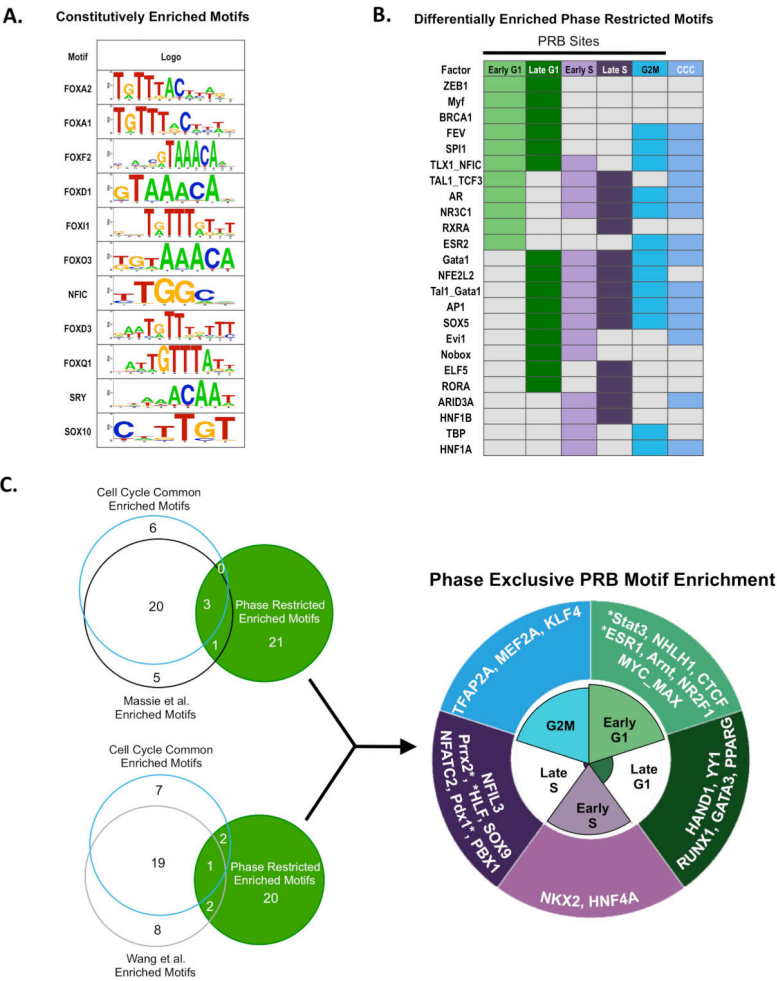 A.
Constitutively Enriched Motifs
Motif Logo
FOXA2
FOXA1
FOXF2
FOXD1
FOXI1
FOXO3
NFIC
FOXD3
FOXQ1
SRY
SOX10
B.
Differentially Enriched Phase Restricted Motifs
PRB Sites
Factor Early G1 Late G1 Early S Late S G2M CCC
ZEB1
Myf
BRCA1
FEV
SPI1
TLX1_NFIC
TAL1_TCF3
AR
NR3C1
RXRA
ESR2
Gata1
NFE2L2
Tal1_Gata1
AP1
SOX5
Evi1
Nobox
ELF5
RORA
ARID3A
HNF1B
TBP
HNF1A
C.
Cell Cycle Common
Enriched Motifs
6
0
20
3
Phase Restricted
Enriched Motifs
21
1
5
Massie et al.
Enriched Motifs
Cell Cycle Common
Enriched Motifs
7
2
19
1
Phase Restricted
Enriched Motifs
20
2
8
Wang et al.
Enriched Motifs
Phase Exclusive PRB Motif Enrichment
TFAP2A, MEF2A, KLF4
*Stat3, NHLH1, CTCF
*ESR1, Arnt, NR2F1
MYC_MAX
G2M
Early
G1
Late
S
Late
G1
Early
S
NFIL3
Prrx2*, *HLF, SOX9
NFATC2, Pdx1*, PBX1
HAND1, YY1
RUNX1, GATA3, PPARG
NKX2, HNF4A